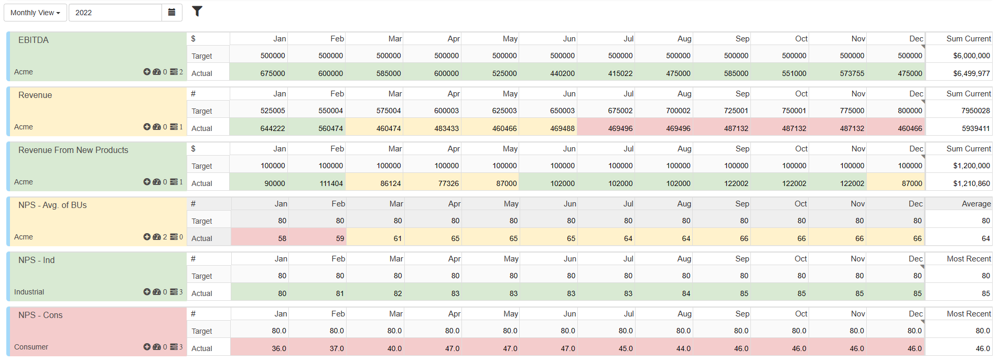 Monthly View 2022
EBITDA $ Jan Feb Mar Apr May Jun Jul Aug Sep Oct Nov Dec Sum Current
Target 500000 500000 500000 500000 500000 500000 500000 500000 500000 500000 500000 500000 $6,000,000
Acme 0 2 Actual 675000 600000 585000 600000 525000 440200 415022 475000 585000 551000 573755 475000 $6,499,977
Revenue # Jan Feb Mar Apr May Jun Jul Aug Sep Oct Nov Dec Sum Current
Target 525005 550004 575004 600003 625003 650003 675002 700002 725001 750001 775000 800000 7950028
Acme 0 1 Actual 644222 560474 460474 483433 460466 469488 469496 469496 487132 487132 487132 460466 5939411
Revenue From New Products $ Jan Feb Mar Apr May Jun Jul Aug Sep Oct Nov Dec Sum Current
Target 100000 100000 100000 100000 100000 100000 100000 100000 100000 100000 100000 100000 $1,200,000
Acme 0 1 Actual 90000 111404 86124 77326 87000 102000 102000 102000 122002 122002 122002 87000 $1,210,860
NPS - Avg. of BUs # Jan Feb Mar Apr May Jun Jul Aug Sep Oct Nov Dec Average
Target 80 80 80 80 80 80 80 80 80 80 80 80 80
Acme 2 0 Actual 58 59 61 65 65 65 64 64 66 66 66 66 64
NPS - Ind # Jan Feb Mar Apr May Jun Jul Aug Sep Oct Nov Dec Most Recent
Target 80 80 80 80 80 80 80 80 80 80 80 80 80
Industrial 0 3 Actual 80 81 82 83 83 83 83 84 85 85 85 85 85
NPS - Cons # Jan Feb Mar Apr May Jun Jul Aug Sep Oct Nov Dec Most Recent
Target 80.0 80.0 80.0 80.0 80.0 80.0 80.0 80.0 80.0 80.0 80.0 80.0 80.0
Consumer 0 3 Actual 36.0 37.0 40.0 47.0 47.0 47.0 45.0 44.0 46.0 46.0 46.0 46.0 46.0